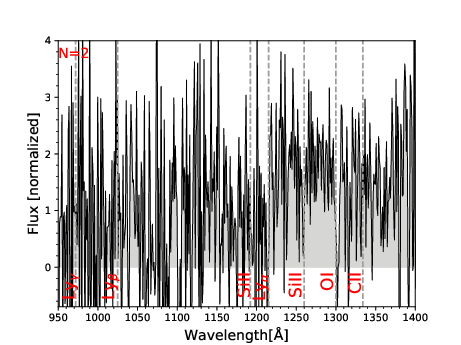 4
N=2
3
2
1
0
Flux [normalized]
Lyγ
Lyβ
SiII
Lyα
SiII
OI
CII
950 1000 1050 1100 1150 1200 1250 1300 1350 1400
Wavelength[Å]